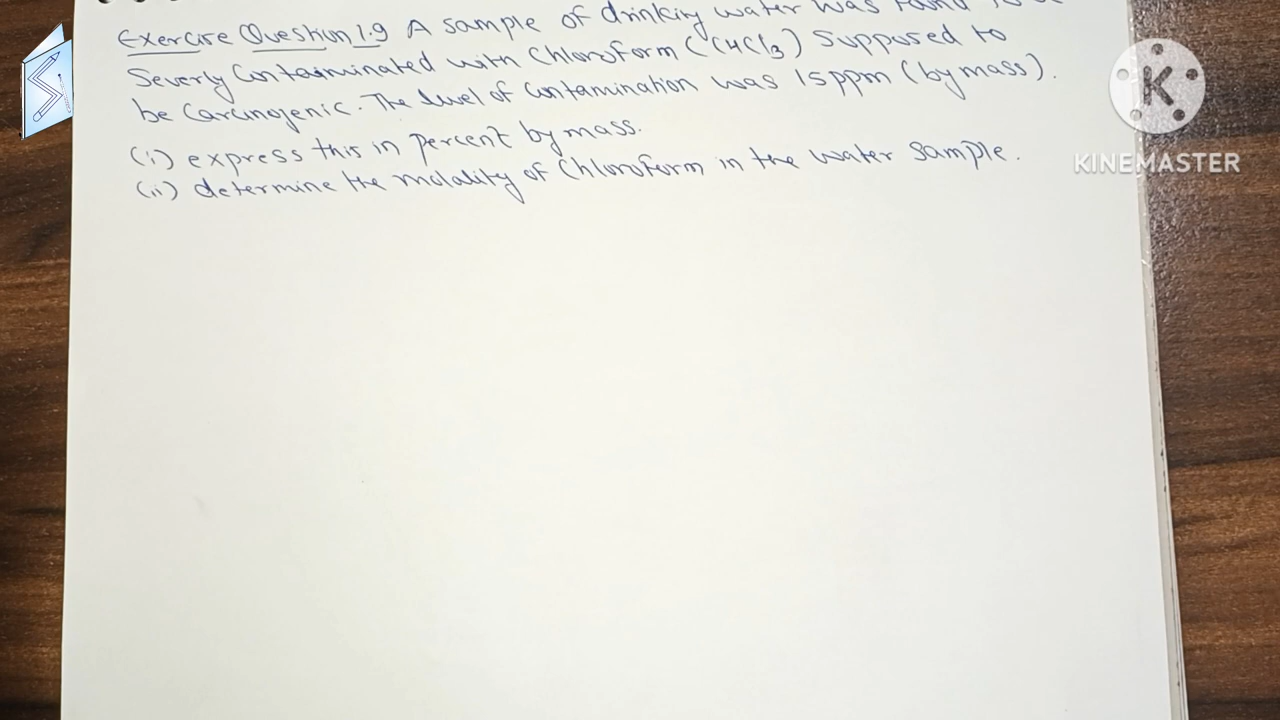 Exercise Question 1.9 A sample of drinking water was found to be
Severly Contaminated with Chloroform (CHCl3) Supposed to
be Carcinogenic. The level of Contamination was 15 ppm (by mass).
(i) express this in percent by mass.
(ii) determine the molality of Chloroform in the water sample.
K
KINEMASTER